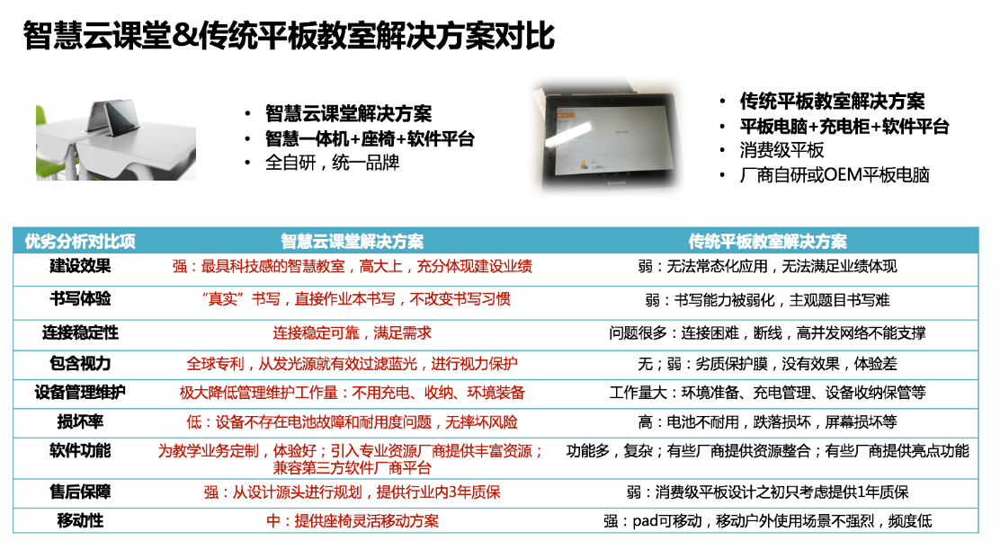 智慧云课堂&传统平板教室解决方案对比
• 智慧云课堂解决方案
• 智慧一体机+座椅+软件平台
• 全自研，统一品牌
• 传统平板教室解决方案
• 平板电脑+充电柜+软件平台
• 消费级平板
• 厂商自研或OEM平板电脑
优劣分析对比项 智慧云课堂解决方案 传统平板教室解决方案
建设效果 强：最具科技感的智慧教室，高大上，充分体现建设业绩 弱：无法常态化应用，无法满足业绩体现
书写体验 “真实”书写，直接作业本书写，不改变书写习惯 弱：书写能力被弱化，主观题目书写难
连接稳定性 连接稳定可靠，满足需求 问题很多：连接困难，断线，高并发网络不能支撑
包含视力 全球专利，从发光源就有效过滤蓝光，进行视力保护 无；弱：劣质保护膜，没有效果，体验差
设备管理维护 极大降低管理维护工作量：不用充电、收纳、环境装备 工作量大：环境准备、充电管理、设备收纳保管等
损坏率 低：设备不存在电池故障和耐用度问题，无摔坏风险 高：电池不耐用，跌落损坏，屏幕损坏等
软件功能 为教学业务定制，体验好；引入专业资源厂商提供丰富资源； 功能多，复杂；有些厂商提供资源整合；有些厂商提供亮点功能
兼容第三方软件厂商平台
售后保障 强：从设计源头进行规划，提供行业内3年质保 弱：消费级平板设计之初只考虑提供1年质保
移动性 中：提供座椅灵活移动方案 强：pad可移动，移动户外使用场景不强烈，频度低